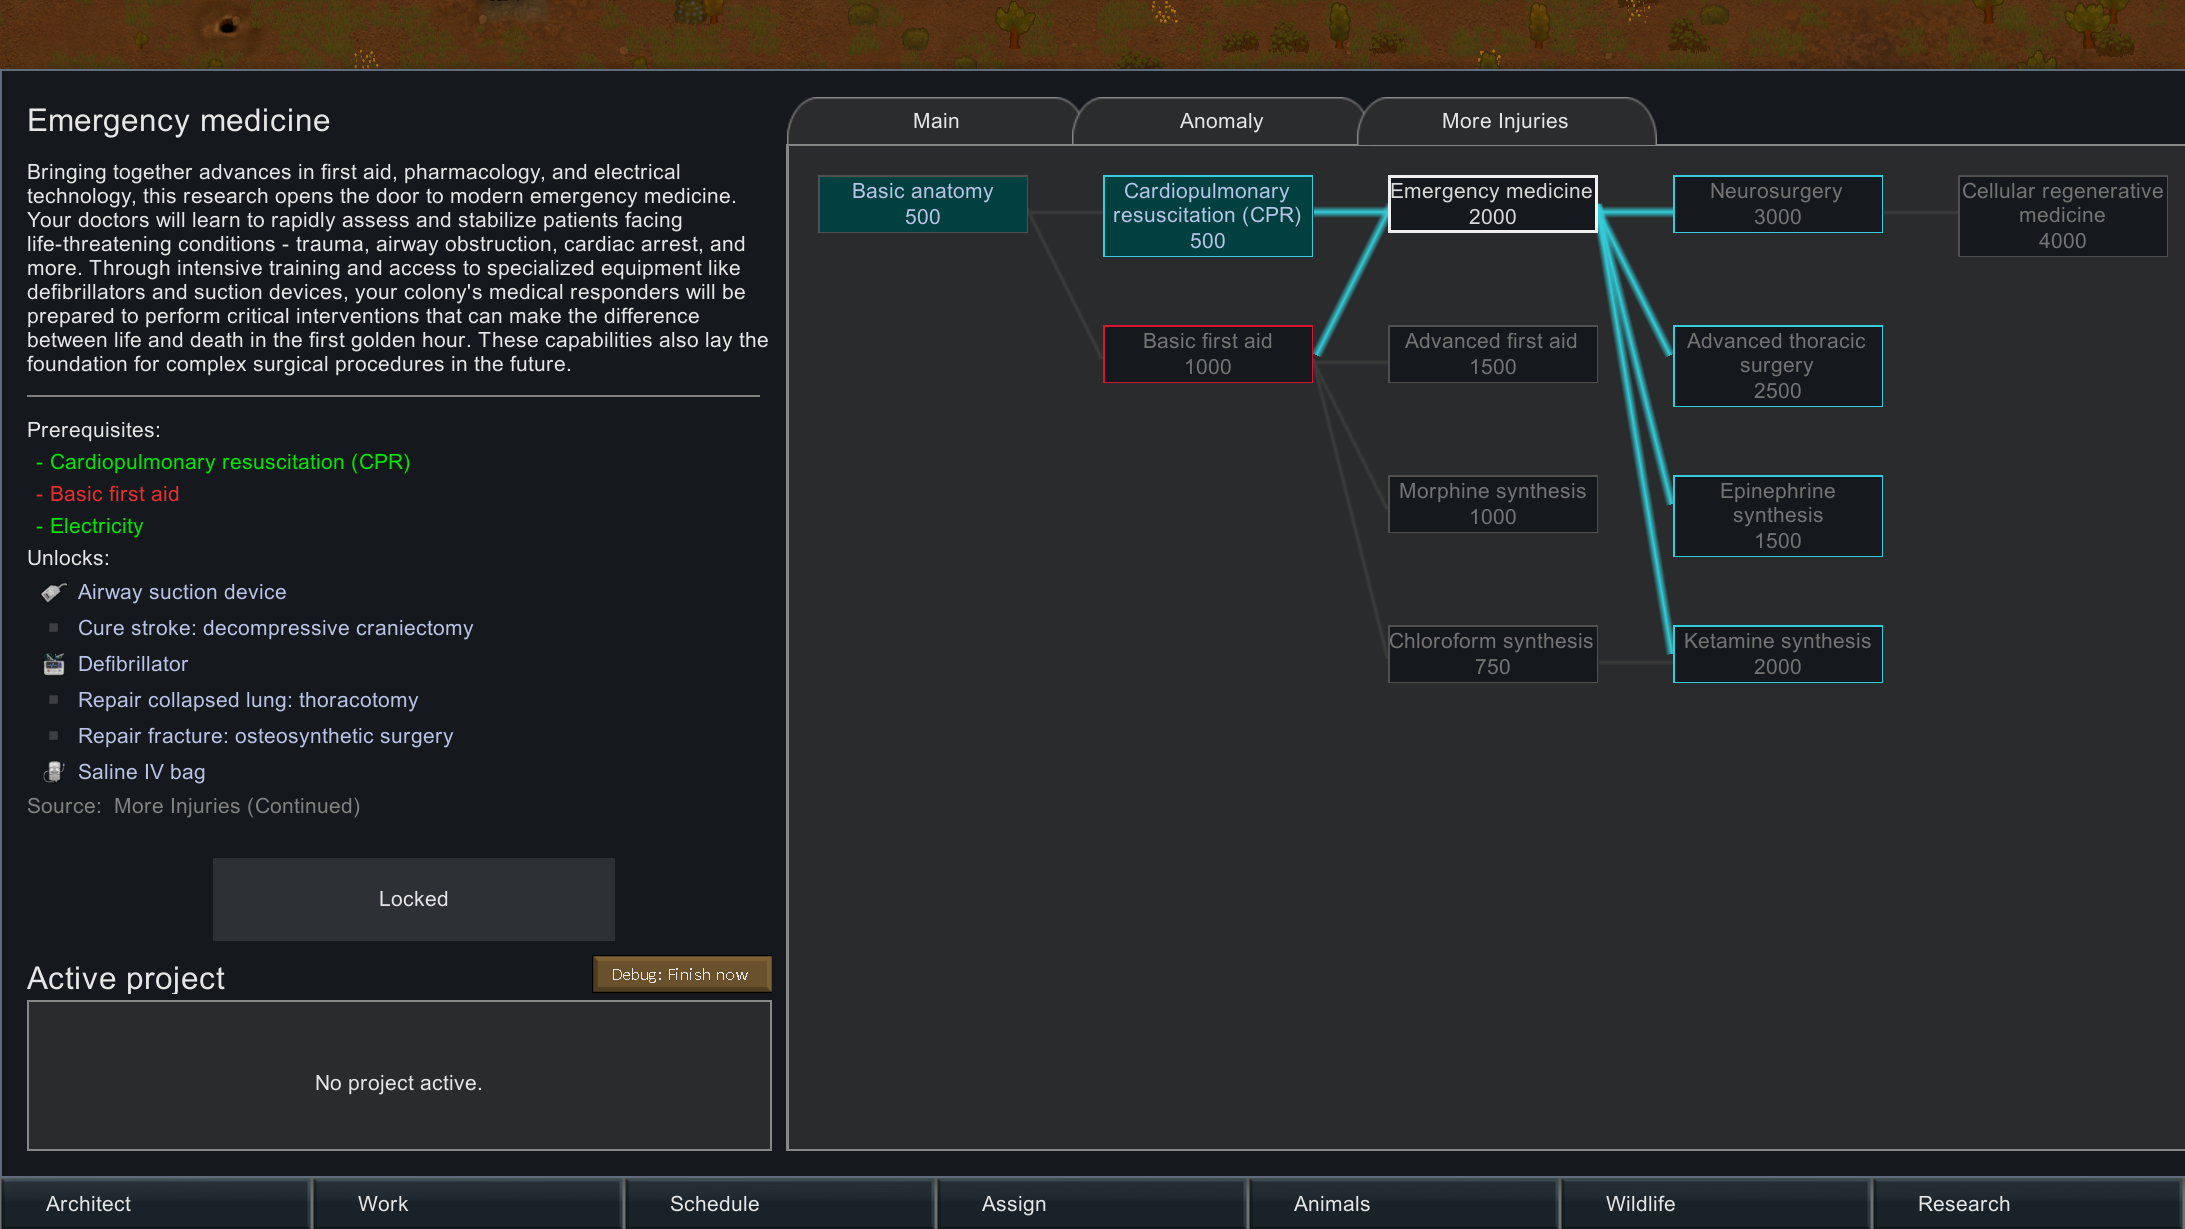 Emergency medicine
Bringing together advances in first aid, pharmacology, and electrical
technology, this research opens the door to modern emergency medicine.
Your doctors will learn to rapidly assess and stabilize patients facing
life-threatening conditions - trauma, airway obstruction, cardiac arrest, and
more. Through intensive training and access to specialized equipment like
defibrillators and suction devices, your colony's medical responders will be
prepared to perform critical interventions that can make the difference
between life and death in the first golden hour. These capabilities also lay the
foundation for complex surgical procedures in the future.
Prerequisites:
- Cardiopulmonary resuscitation (CPR)
- Basic first aid
- Electricity
Unlocks:
Airway suction device
Cure stroke: decompressive craniectomy
Defibrillator
Repair collapsed lung: thoracotomy
Repair fracture: osteosynthetic surgery
Saline IV bag
Source: More Injuries (Continued)
Locked
Active project
Debug: Finish now
No project active.
Main
Anomaly
More Injuries
Basic anatomy
500
Cardiopulmonary
resuscitation (CPR)
500
Emergency medicine
2000
Neurosurgery
3000
Cellular regenerative
medicine
4000
Basic first aid
1000
Advanced first aid
1500
Advanced thoracic
surgery
2500
Morphine synthesis
1000
Epinephrine
synthesis
1500
Chloroform synthesis
750
Ketamine synthesis
2000
Architect
Work
Schedule
Assign
Animals
Wildlife
Research